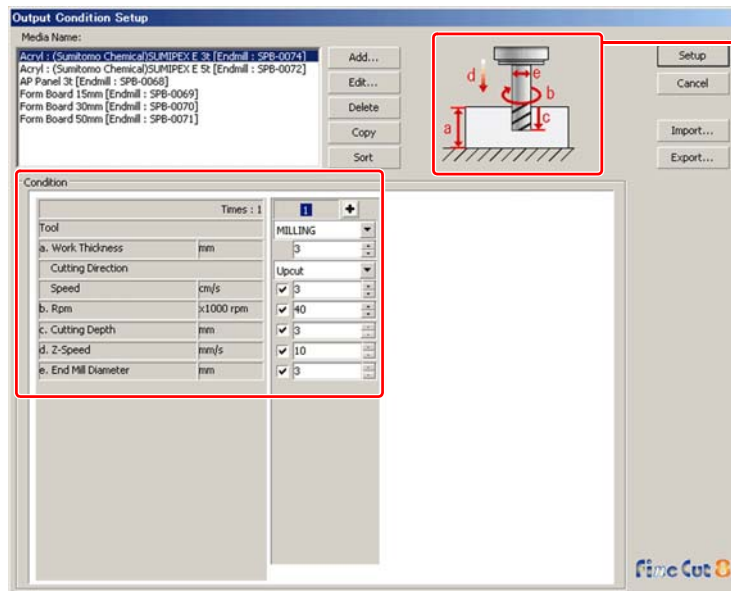 Output Condition Setup
Media Name:
Acryl : (Sumitomo Chemical)SUMIPEX E 3t [Endmill : SPB-0074]
Acryl : (Sumitomo Chemical)SUMIPEX E 5t [Endmill : SPB-0072]
AP Panel 3t [Endmill : SPB-0068]
Form Board 15mm [Endmill : SPB-0069]
Form Board 30mm [Endmill : SPB-0070]
Form Board 50mm [Endmill : SPB-0071]
Add...
Edit...
Delete
Copy
Sort
d e
b
a c
Setup
Cancel
Import...
Export...
Condition
Times : 1 1 +
Tool MILLING
a. Work Thickness mm 3
Cutting Direction Upcut
Speed cm/s 3
b. Rpm x1000 rpm 40
c. Cutting Depth mm 3
d. Z-Speed mm/s 10
e. End Mill Diameter mm 3
Fine Cut 8